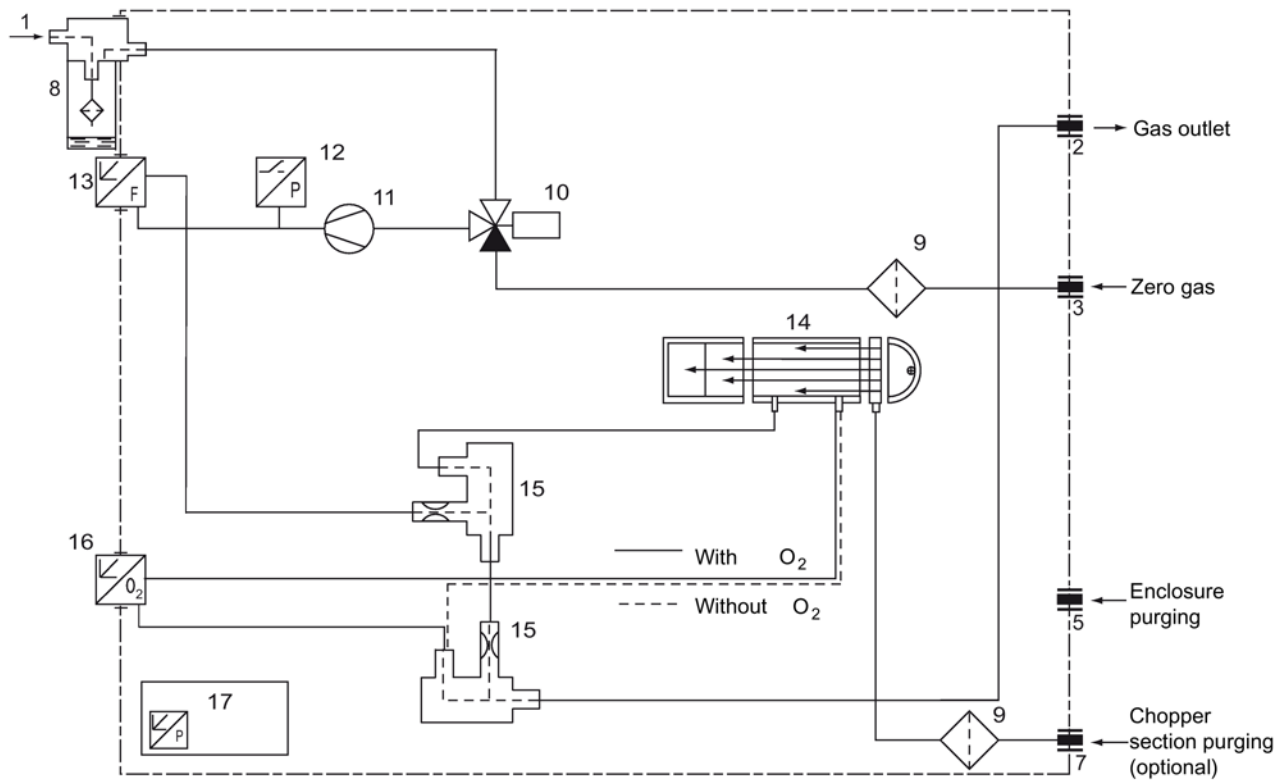 1
8
2
Gas outlet
12
P
13
F
11
10
9
3
Zero gas
14
15
16
O₂
With O₂
Without O₂
5
Enclosure
purging
15
17
P
9
7
Chopper
section purging
(optional)